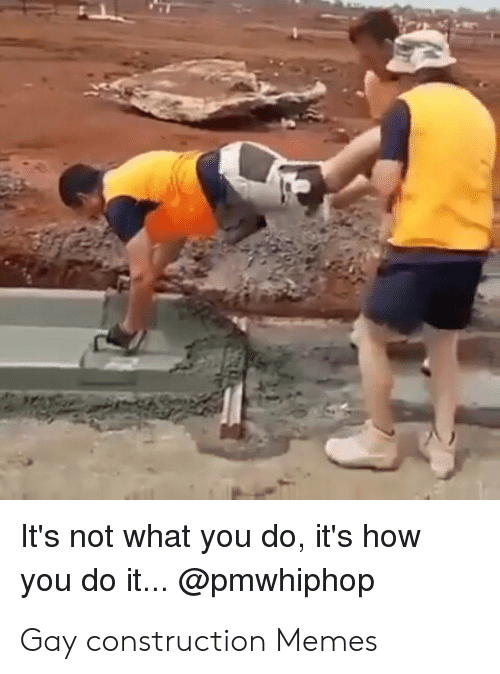 It's not what you do, it's how
you do it... @pmwhiphop
Gay construction Memes